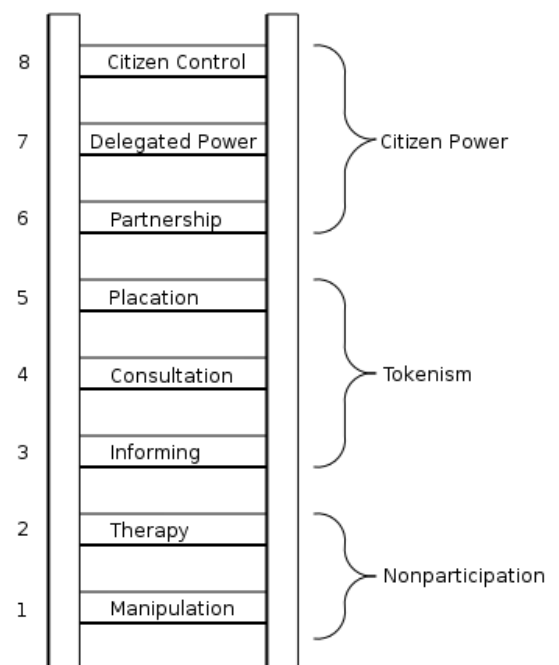 8 Citizen Control
7 Delegated Power Citizen Power
6 Partnership
5 Placation
4 Consultation Tokenism
3 Informing
2 Therapy
Nonparticipation
1 Manipulation